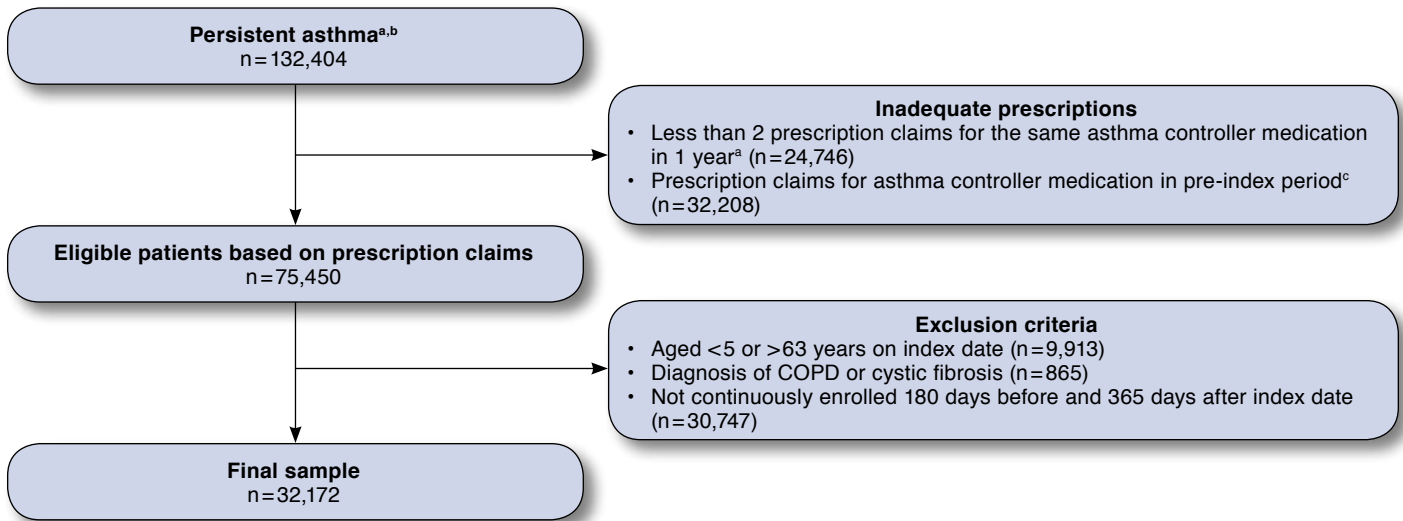 Persistent asthmaᵃ,ᵇ
n=132,404
Inadequate prescriptions
• Less than 2 prescription claims for the same asthma controller medication
in 1 yearᵃ (n=24,746)
• Prescription claims for asthma controller medication in pre-index periodᶜ
(n=32,208)
Eligible patients based on prescription claims
n=75,450
Exclusion criteria
• Aged <5 or >63 years on index date (n=9,913)
• Diagnosis of COPD or cystic fibrosis (n=865)
• Not continuously enrolled 180 days before and 365 days after index date
(n=30,747)
Final sample
n=32,172